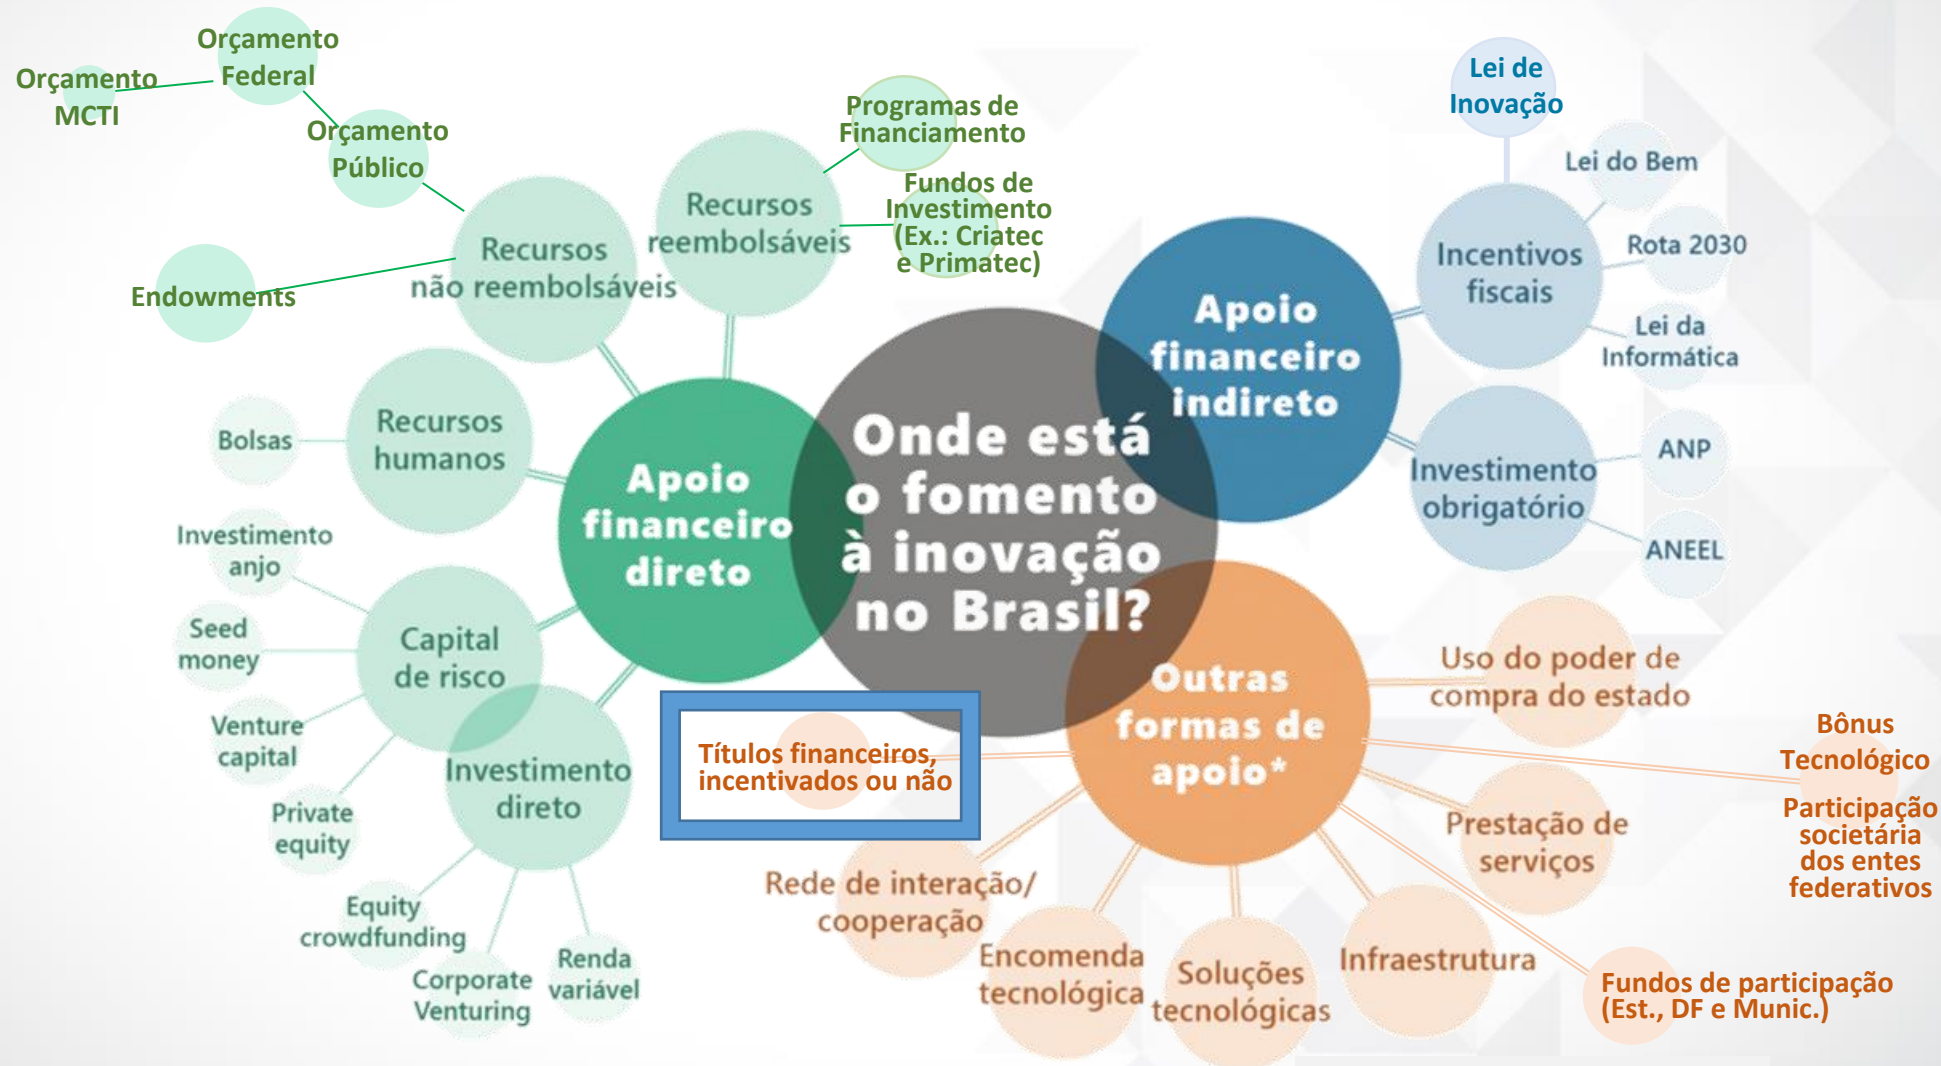 Orçamento
Federal
Orçamento
MCTI
Orçamento
Público
Endowments
Programas de
Financiamento
Fundos de
Investimento
(Ex.: Criatec
e Primatec)
Recursos
reembolsáveis
Recursos
não reembolsáveis
Recursos
humanos
Bolsas
Investimento
anjo
Seed
money
Venture
capital
Private
equity
Capital
de risco
Investimento
direto
Equity
crowdfunding
Corporate
Venturing
Renda
variável
Apoio
financeiro
direto
Onde está
o fomento
à inovação
no Brasil?
Apoio
financeiro
indireto
Lei de
Inovação
Incentivos
fiscais
Lei do Bem
Rota 2030
Lei da
Informática
Investimento
obrigatório
ANP
ANEEL
Outras
formas de
apoio*
Títulos financeiros,
incentivados ou não
Uso do poder de
compra do estado
Bônus
Tecnológico
Participação
societária
dos entes
federativos
Prestação de
serviços
Fundos de participação
(Est., DF e Munic.)
Infraestrutura
Soluções
tecnológicas
Encomenda
tecnológica
Rede de interação/
cooperação